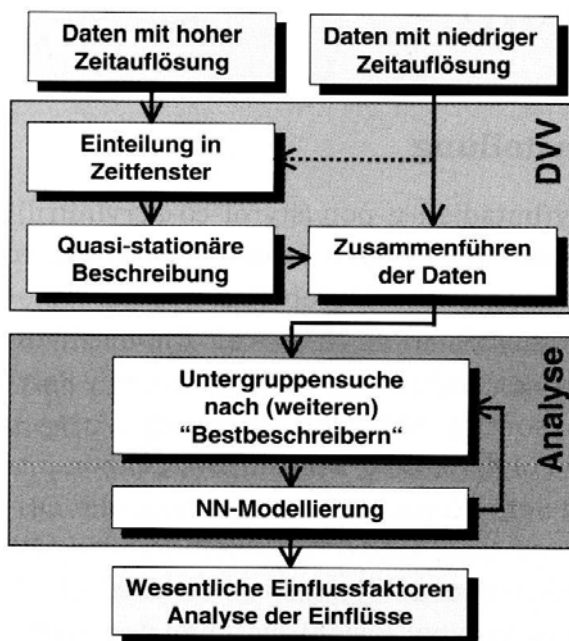 Daten mit hoher
Zeitauflösung
Daten mit niedriger
Zeitauflösung
DVV
Einteilung in
Zeitfenster
Quasi-stationäre
Beschreibung
Zusammenführen
der Daten
Analyse
Untergruppensuche
nach (weiteren)
“Bestbeschreibern“
NN-Modellierung
Wesentliche Einflussfaktoren
Analyse der Einflüsse